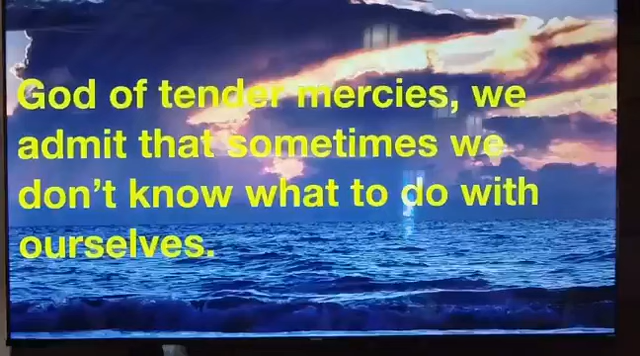 God of tender mercies, we
admit that sometimes we
don't know what to do with
ourselves.